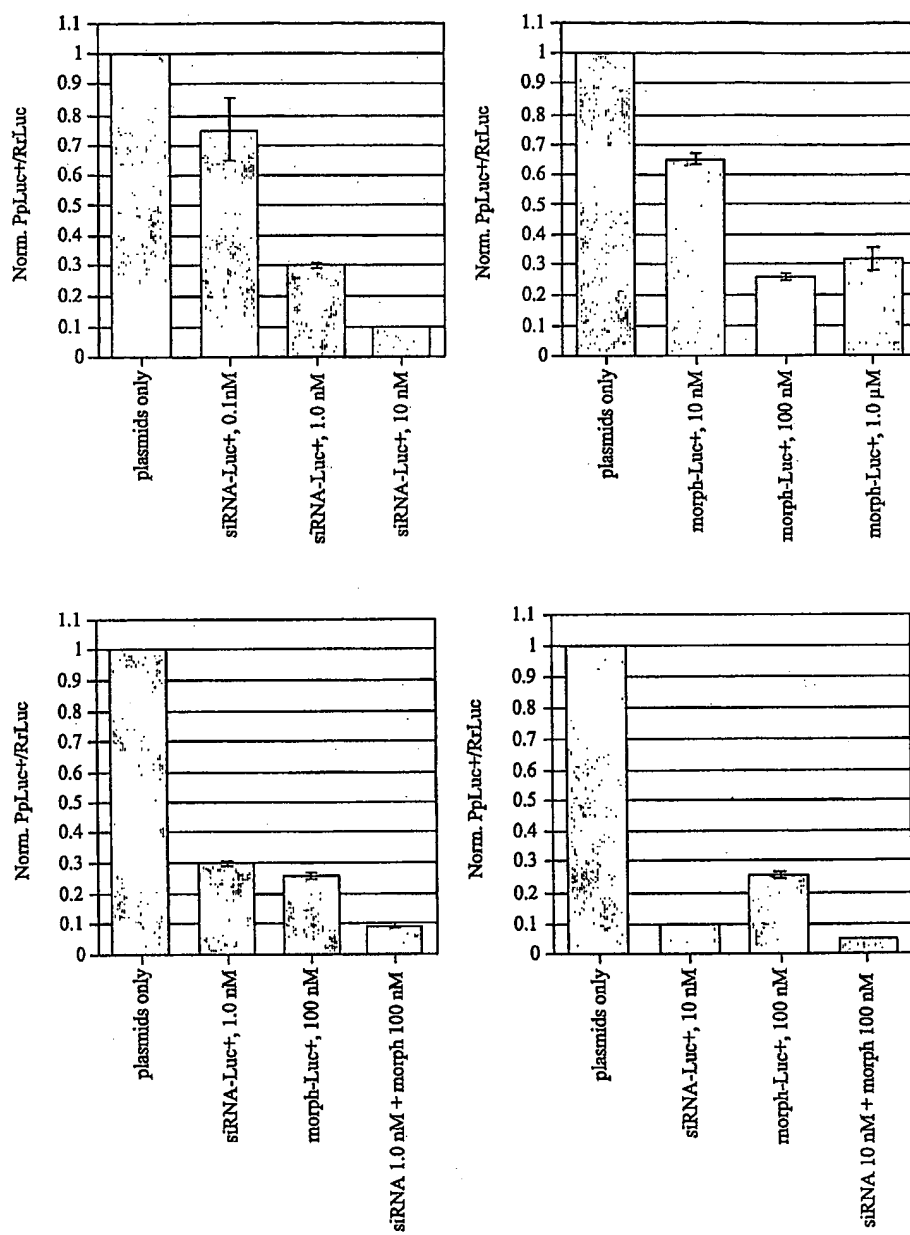 Norm. PpLuc+/RrLuc
1.1
1
0.9
0.8
0.7
0.6
0.5
0.4
0.3
0.2
0.1
0
plasmids only
siRNA-Luc+, 0.1nM
siRNA-Luc+, 1.0 nM
siRNA-Luc+, 10 nM
Norm. PpLuc+/RrLuc
1.1
1
0.9
0.8
0.7
0.6
0.5
0.4
0.3
0.2
0.1
0
plasmids only
morph-Luc+, 10 nM
morph-Luc+, 100 nM
morph-Luc+, 1.0 µM
Norm. PpLuc+/RrLuc
1.1
1
0.9
0.8
0.7
0.6
0.5
0.4
0.3
0.2
0.1
0
plasmids only
siRNA-Luc+, 1.0 nM
morph-Luc+, 100 nM
siRNA 1.0 nM + morph 100 nM
Norm. PpLuc+/RrLuc
1.1
1
0.9
0.8
0.7
0.6
0.5
0.4
0.3
0.2
0.1
0
plasmids only
siRNA-Luc+, 10 nM
morph-Luc+, 100 nM
siRNA 10 nM + morph 100 nM